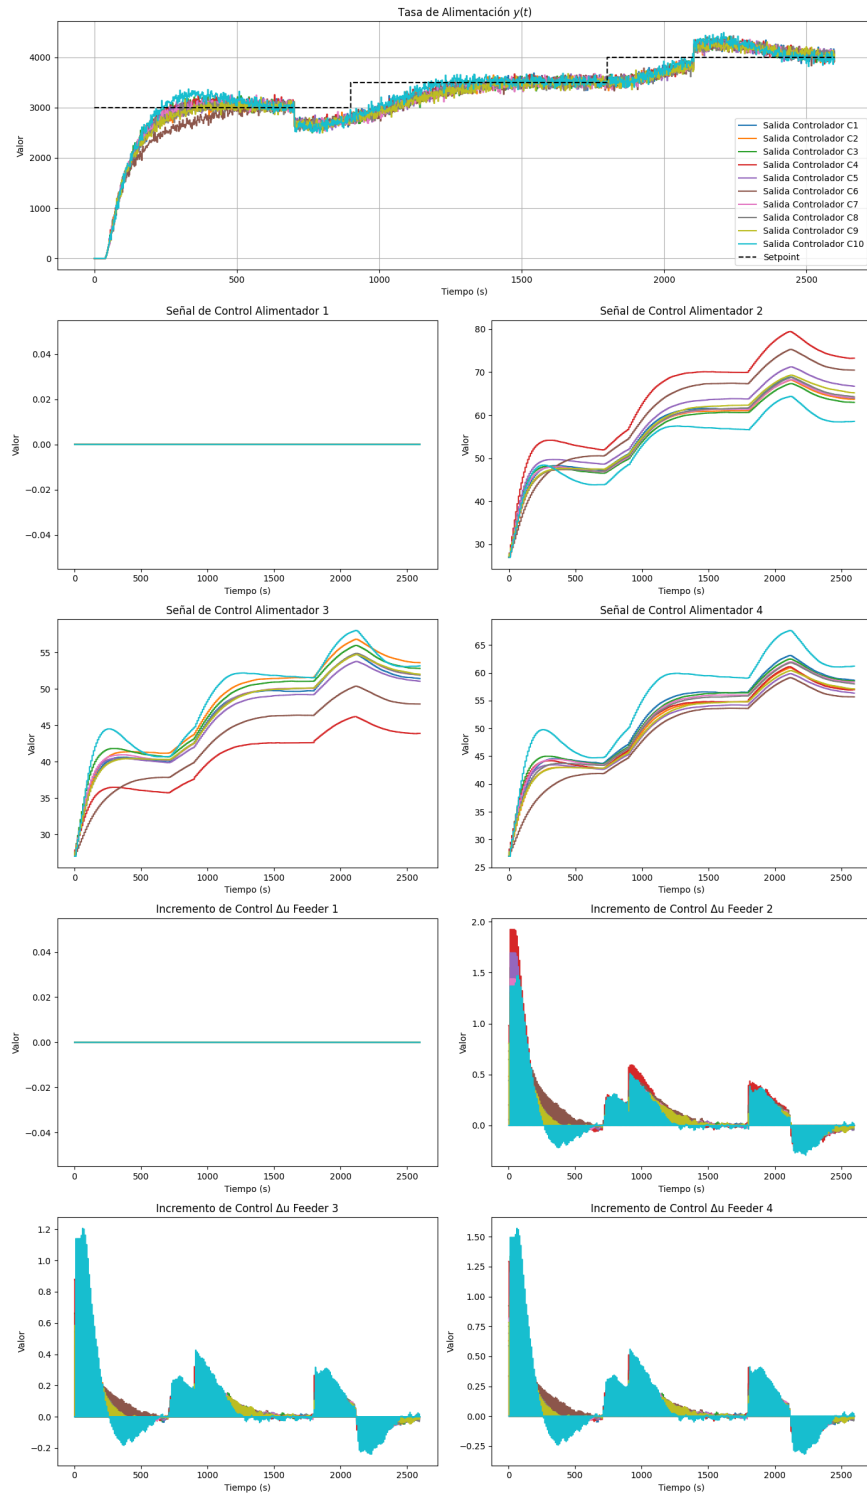 Tasa de Alimentación y(t)
Valor
4000
3000
2000
1000
0
Salida Controlador C1
Salida Controlador C2
Salida Controlador C3
Salida Controlador C4
Salida Controlador C5
Salida Controlador C6
Salida Controlador C7
Salida Controlador C8
Salida Controlador C9
Salida Controlador C10
Setpoint
0 500 1000 1500 2000 2500
Tiempo (s)
Señal de Control Alimentador 1
Valor
0.04
0.02
0.00
−0.02
−0.04
0 500 1000 1500 2000 2500
Tiempo (s)
Señal de Control Alimentador 2
Valor
80
70
60
50
40
30
0 500 1000 1500 2000 2500
Tiempo (s)
Señal de Control Alimentador 3
Valor
55
50
45
40
35
30
0 500 1000 1500 2000 2500
Tiempo (s)
Señal de Control Alimentador 4
Valor
65
60
55
50
45
40
35
30
25
0 500 1000 1500 2000 2500
Tiempo (s)
Incremento de Control Δu Feeder 1
Valor
0.04
0.02
0.00
−0.02
−0.04
0 500 1000 1500 2000 2500
Tiempo (s)
Incremento de Control Δu Feeder 2
Valor
2.0
1.5
1.0
0.5
0.0
0 500 1000 1500 2000 2500
Tiempo (s)
Incremento de Control Δu Feeder 3
Valor
1.2
1.0
0.8
0.6
0.4
0.2
0.0
−0.2
0 500 1000 1500 2000 2500
Tiempo (s)
Incremento de Control Δu Feeder 4
Valor
1.50
1.25
1.00
0.75
0.50
0.25
0.00
−0.25
0 500 1000 1500 2000 2500
Tiempo (s)